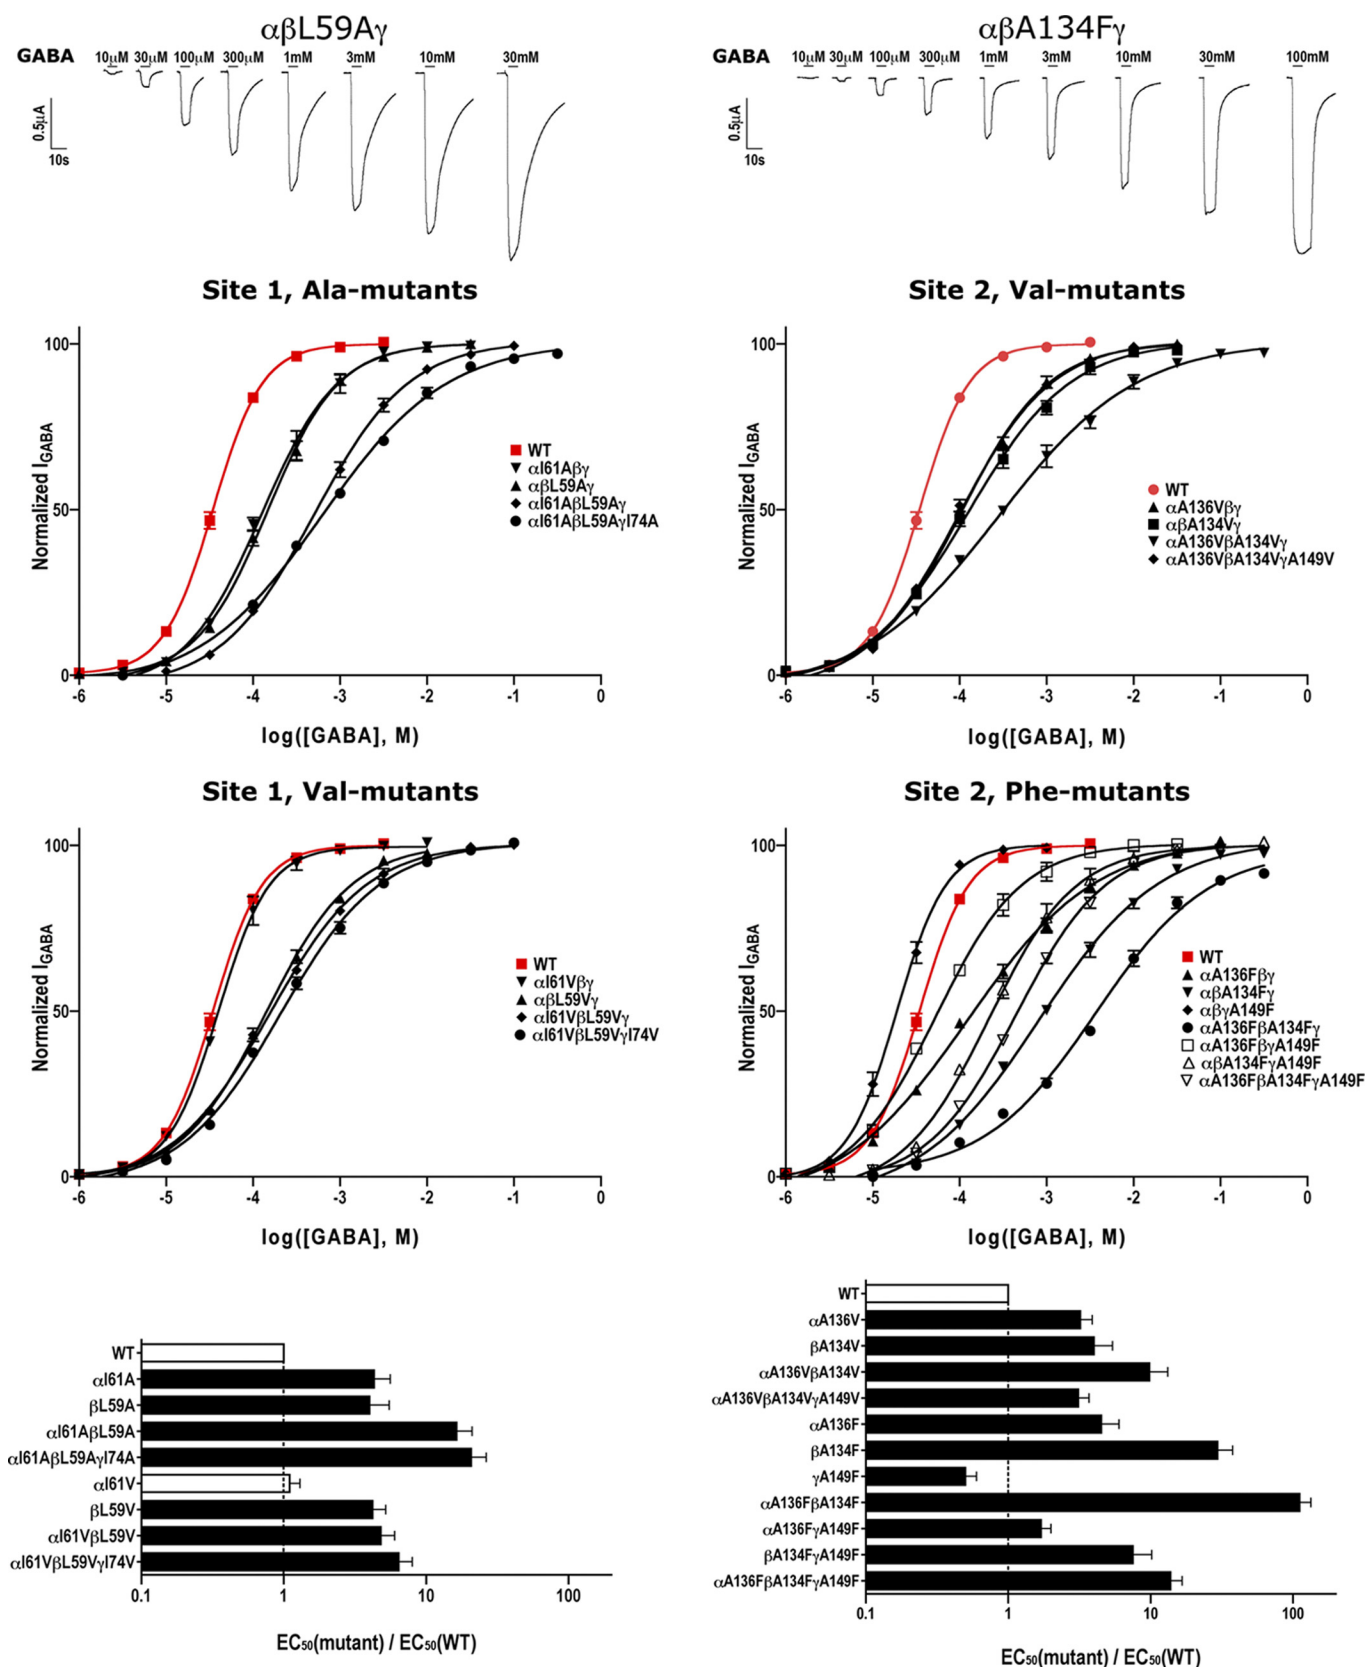 αβL59Aγ
GABA 10μM 30μM 100μM 300μM 1mM 3mM 10mM 30mM
0.5μA
10s
αβA134Fγ
GABA 10μM 30μM 100μM 300μM 1mM 3mM 10mM 30mM 100mM
0.5μA
10s
Site 1, Ala-mutants
Normalized IGABA
100
50
0
-6 -5 -4 -3 -2 -1 0
log([GABA], M)
WT
αI61Aβγ
αβL59Aγ
αI61AβL59Aγ
αI61AβL59AγI74A
Site 2, Val-mutants
Normalized IGABA
100
50
0
-6 -5 -4 -3 -2 -1 0
log([GABA], M)
WT
αA136Vβγ
αβA134Vγ
αA136VβA134Vγ
αA136VβA134VγA149V
Site 1, Val-mutants
Normalized IGABA
100
50
0
-6 -5 -4 -3 -2 -1 0
log([GABA], M)
WT
αI61Vβγ
αβL59Vγ
αI61VβL59Vγ
αI61VβL59VγI74V
Site 2, Phe-mutants
Normalized IGABA
100
50
0
-6 -5 -4 -3 -2 -1 0
log([GABA], M)
WT
αA136Fβγ
αβA134Fγ
αβγA149F
αA136FβA134Fγ
αA136FβγA149F
αβA134FγA149F
αA136FβA134FγA149F
WT
αI61A
βL59A
αI61AβL59A
αI61AβL59AγI74A
αI61V
βL59V
αI61VβL59V
αI61VβL59VγI74V
0.1 1 10 100
EC50(mutant) / EC50(WT)
WT
αA136V
βA134V
αA136VβA134V
αA136VβA134VγA149V
αA136F
βA134F
γA149F
αA136FβA134F
αA136FγA149F
βA134FγA149F
αA136FβA134FγA149F
0.1 1 10 100
EC50(mutant) / EC50(WT)